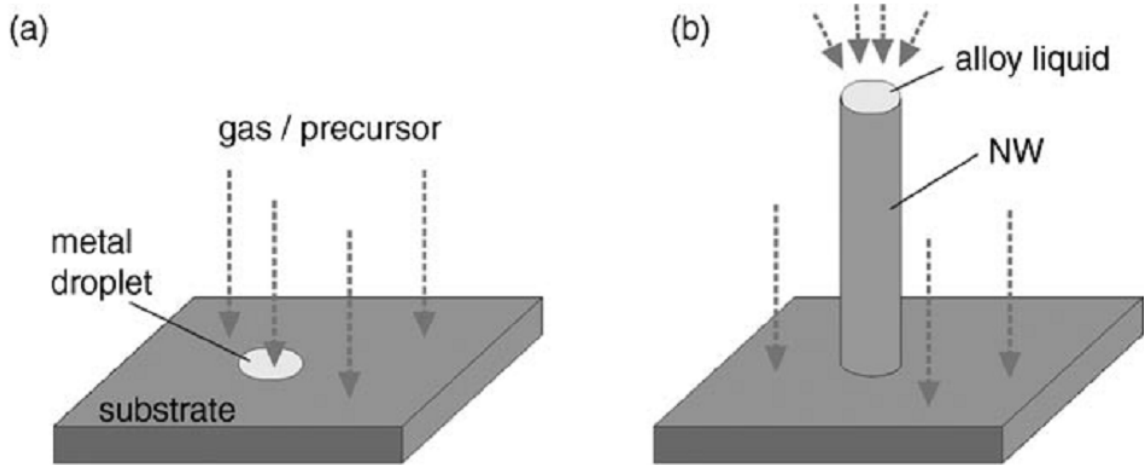 (a)
gas / precursor
metal
droplet
substrate
(b)
alloy liquid
NW